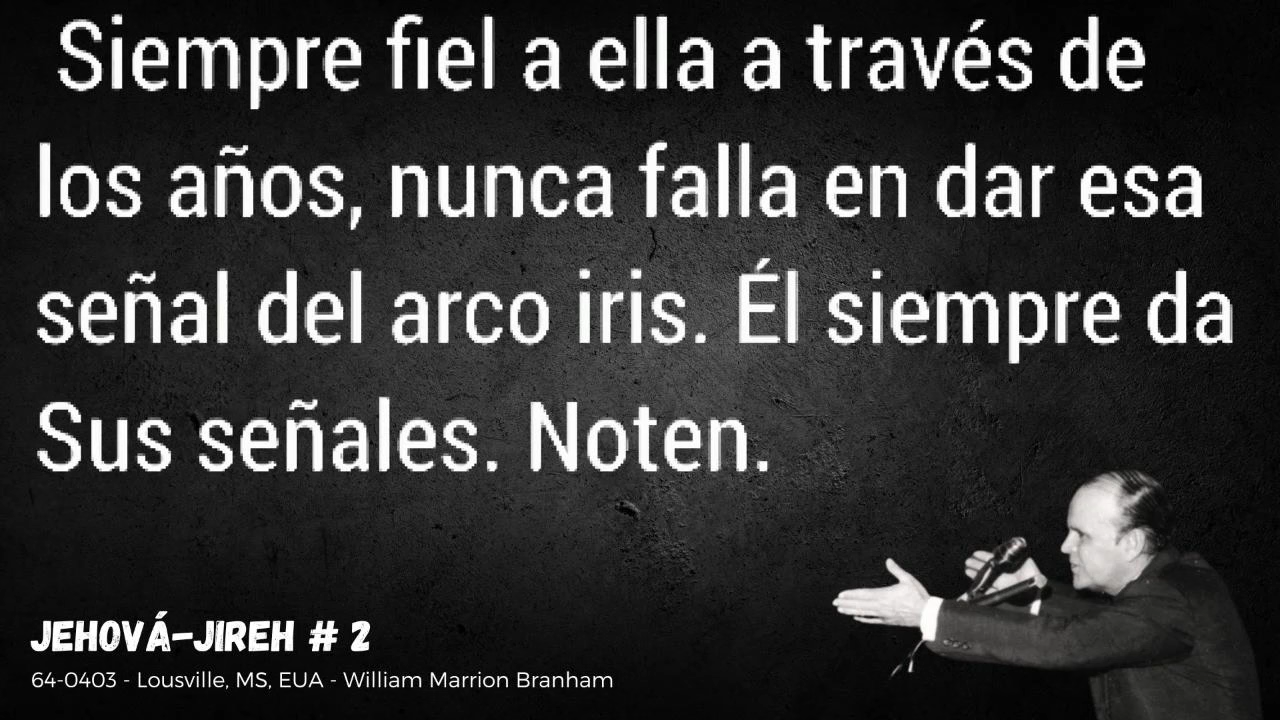 Siempre fiel a ella a través de
los años, nunca falla en dar esa
señal del arco iris. Él siempre da
Sus señales. Noten.
JEHOVÁ-JIREH # 2
64-0403 - Lousville, MS, EUA - William Marrion Branham